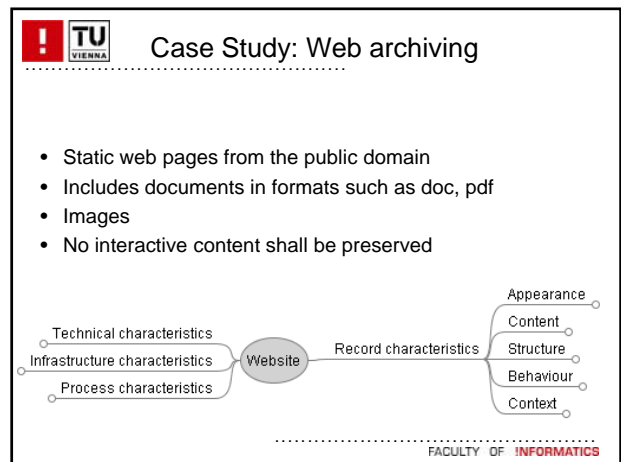 ! TU
VIENNA
Case Study: Web archiving
• Static web pages from the public domain
• Includes documents in formats such as doc, pdf
• Images
• No interactive content shall be preserved
Technical characteristics
Infrastructure characteristics
Process characteristics
Website
Record characteristics
Appearance
Content
Structure
Behaviour
Context
FACULTY OF !NFORMATICS